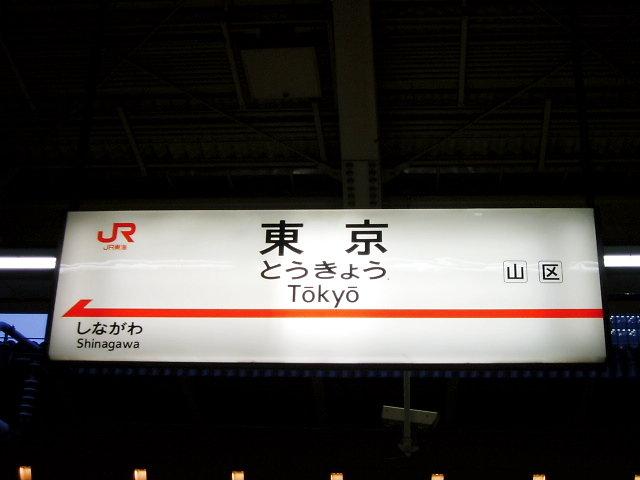 JR
JR東海
東京
とうきょう
Tōkyō
山 区
しながわ
Shinagawa